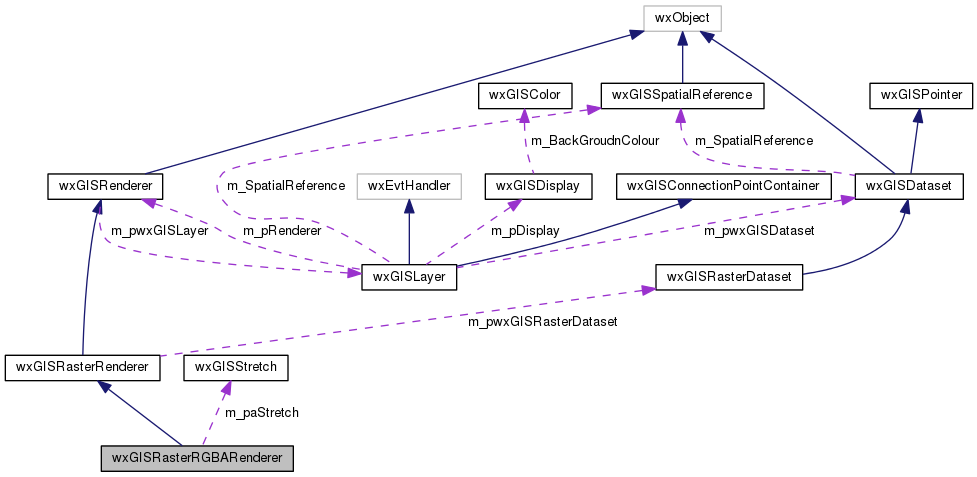 wxObject
wxGISColor
wxGISSpatialReference
wxGISPointer
m_BackGroudnColour
m_SpatialReference
wxGISRenderer
m_SpatialReference
wxEvtHandler
wxGISDisplay
wxGISConnectionPointContainer
wxGISDataset
m_pwxGISLayer
m_pRenderer
m_pDisplay
m_pwxGISDataset
wxGISLayer
wxGISRasterDataset
m_pwxGISRasterDataset
wxGISRasterRenderer
wxGISStretch
m_paStretch
wxGISRasterRGBARenderer